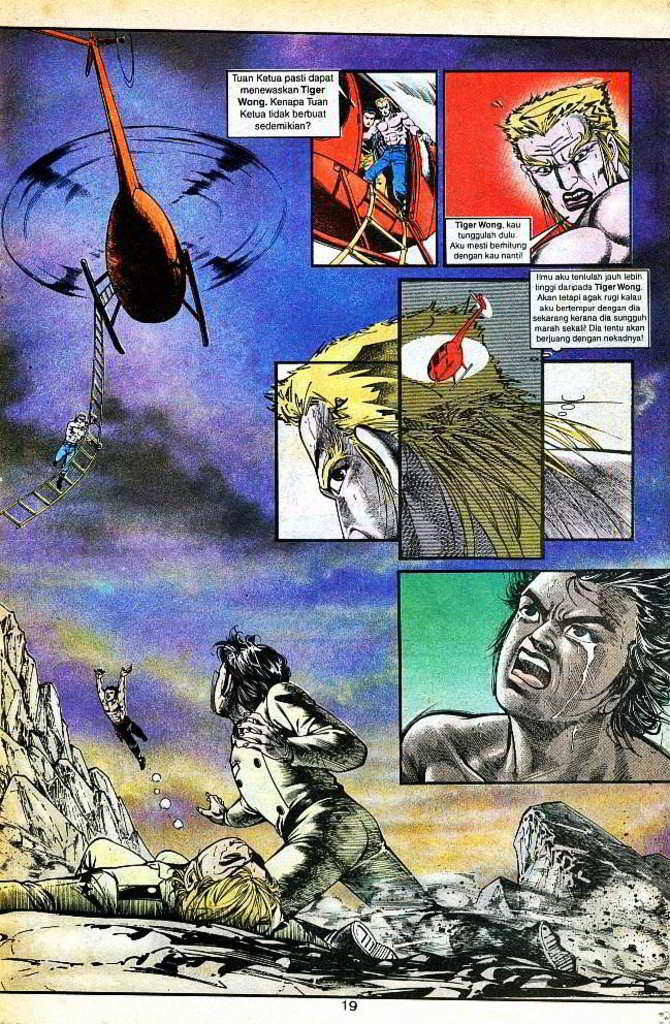 Tuan Ketua pasti dapat
menewaskan Tiger
Wong. Kenapa Tuan
Ketua tidak berbuat
sedemikian?
Tiger Wong, kau
tunggulah dulu.
Aku mesti berhitung
dengan kau nanti!
Ilmu aku tentulah lebih
tinggi daripada Tiger Wong.
Akan tetapi agak rugi kalau
aku bertempur dengan dia
sekarang kerana dia sungguh
marah sekali! Dia tentu akan
berjuang dengan nekadnya!
19